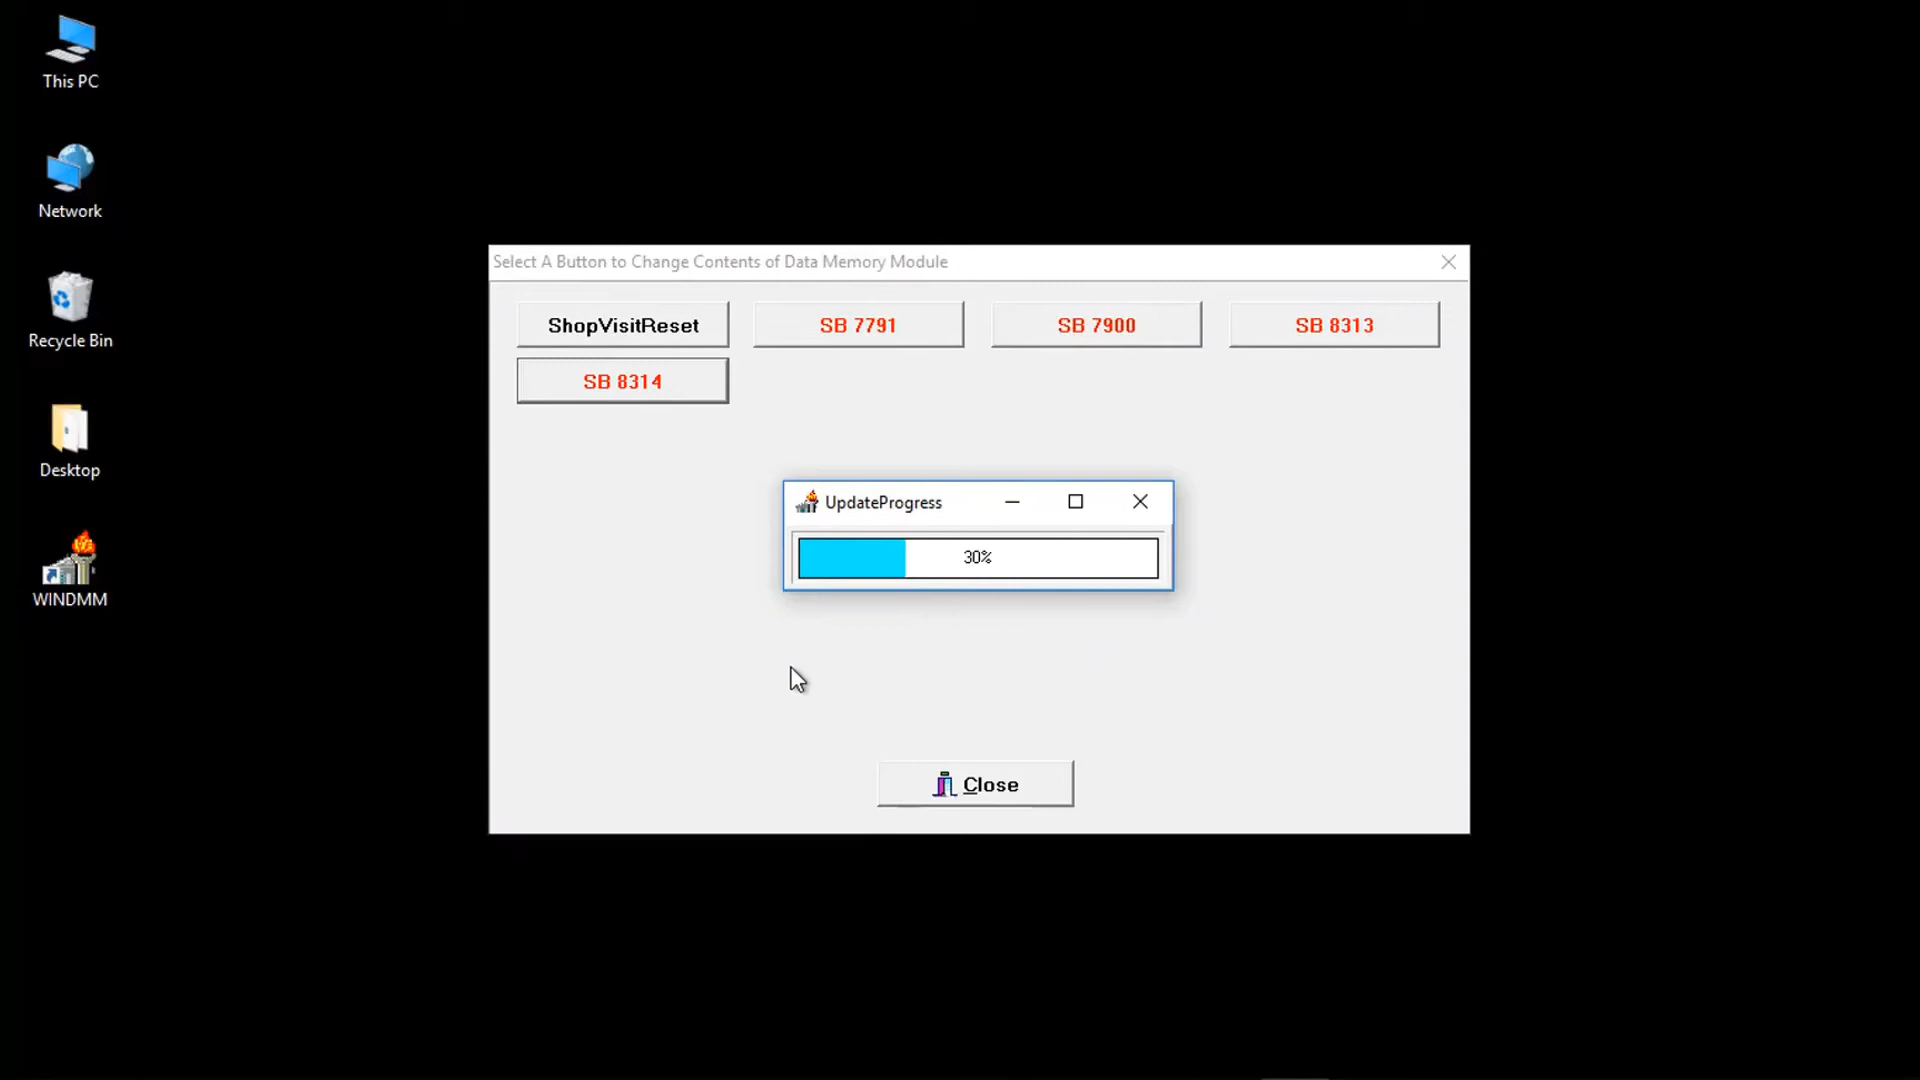 This PC
Network
Recycle Bin
Desktop
WINDMM
Select A Button to Change Contents of Data Memory Module
ShopVisitReset
SB 7791
SB 7900
SB 8313
SB 8314
UpdateProgress
30%
Close